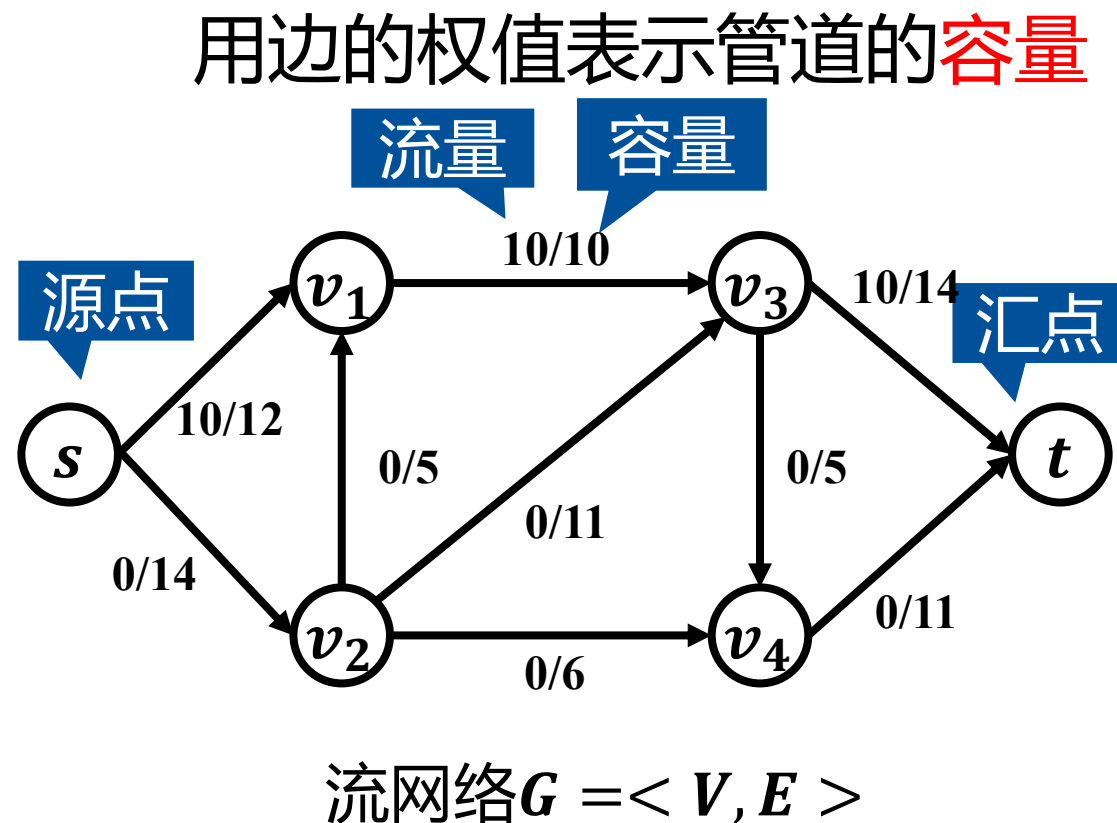 用边的权值表示管道的容量
流量
容量
10/10
源点
v₁
v₃
10/14
汇点
10/12
s
0/5
0/5
t
0/11
0/14
0/11
v₂
v₄
0/6
流网络G =< V, E >